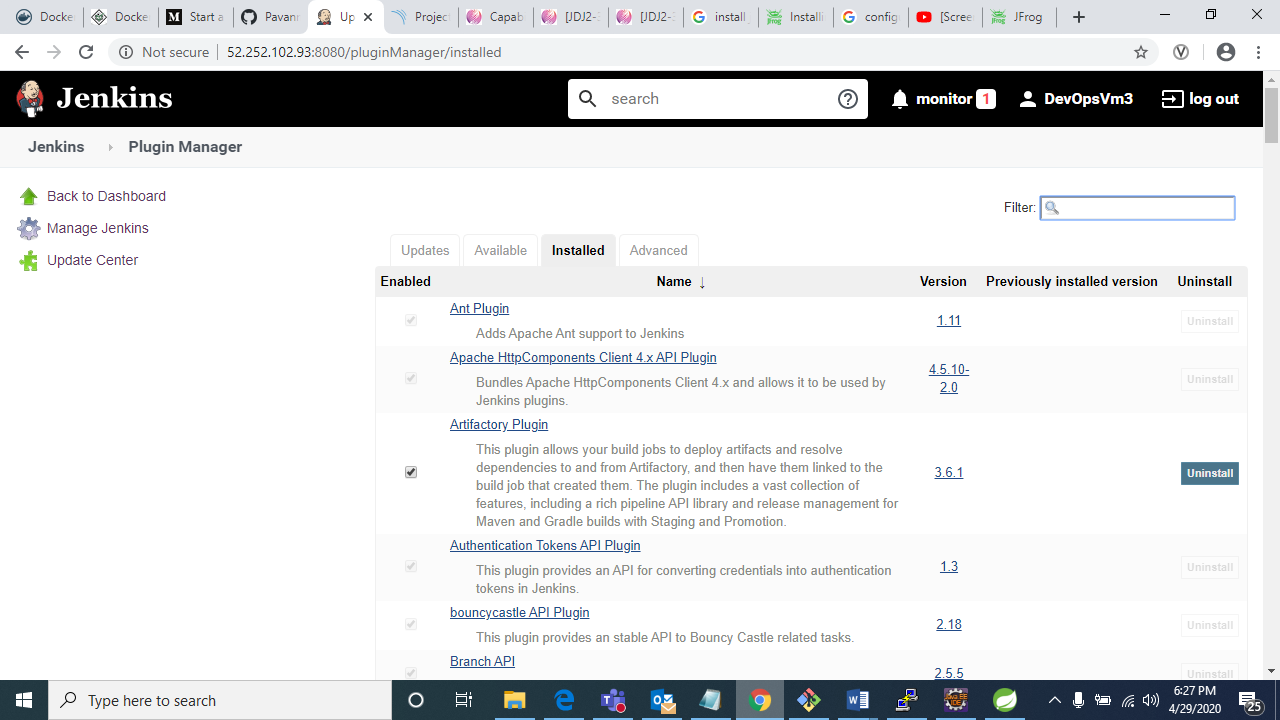 Docke
Docke
Start a
Pavanr
Up
Project
Capab
[JDJ2-
[JDJ2-
install
Installi
config
[Scree
JFrog
Not secure
52.252.102.93:8080/pluginManager/installed
Jenkins
search
monitor 1
DevOpsVm3
log out
Jenkins
Plugin Manager
Back to Dashboard
Manage Jenkins
Update Center
Filter:
Updates
Available
Installed
Advanced
Enabled
Name ↓
Version
Previously installed version
Uninstall
Ant Plugin
Adds Apache Ant support to Jenkins
1.11
Uninstall
Apache HttpComponents Client 4.x API Plugin
Bundles Apache HttpComponents Client 4.x and allows it to be used by
Jenkins plugins.
4.5.10-
2.0
Uninstall
Artifactory Plugin
This plugin allows your build jobs to deploy artifacts and resolve
dependencies to and from Artifactory, and then have them linked to the
build job that created them. The plugin includes a vast collection of
features, including a rich pipeline API library and release management for
Maven and Gradle builds with Staging and Promotion.
3.6.1
Uninstall
Authentication Tokens API Plugin
This plugin provides an API for converting credentials into authentication
tokens in Jenkins.
1.3
Uninstall
bouncycastle API Plugin
This plugin provides an stable API to Bouncy Castle related tasks.
2.18
Uninstall
Branch API
2.5.5
Uninstall
Type here to search
6:27 PM
4/29/2020
25